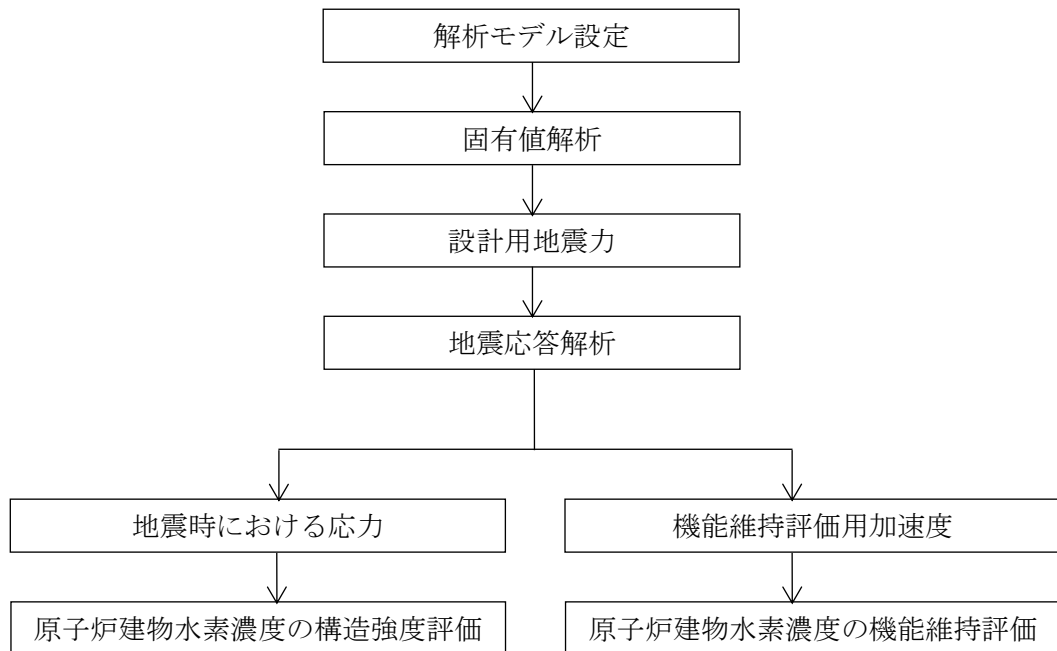 解析モデル設定
固有値解析
設計用地震力
地震応答解析
地震時における応力
機能維持評価用加速度
原子炉建物水素濃度の構造強度評価
原子炉建物水素濃度の機能維持評価